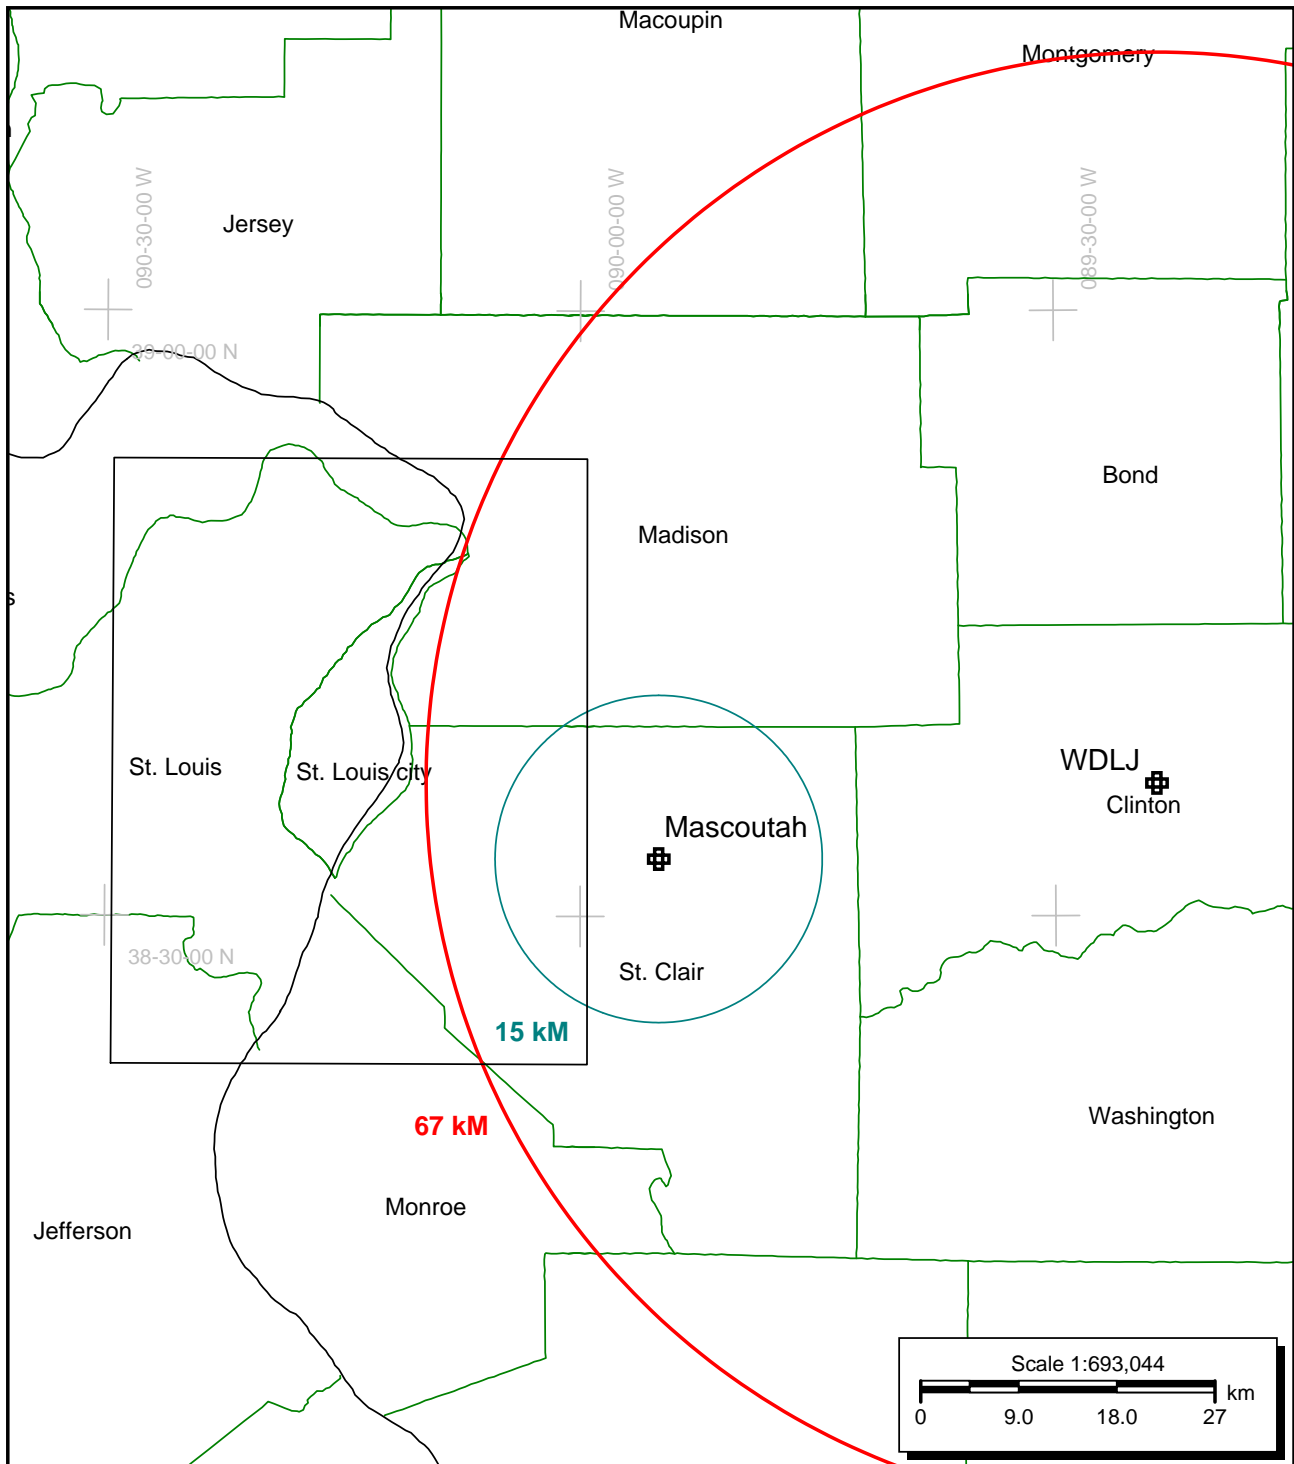 Macoupin
Montgomery
090-30-00 W
090-00-00 W
089-30-00 W
Jersey
39-00-00 N
Bond
Madison
s
WDLJ
St. Louis
St. Louis city
Clinton
Mascoutah
38-30-00 N
St. Clair
15 kM
67 kM
Washington
Monroe
Jefferson
Scale 1:693,044
km
0 9.0 18.0 27